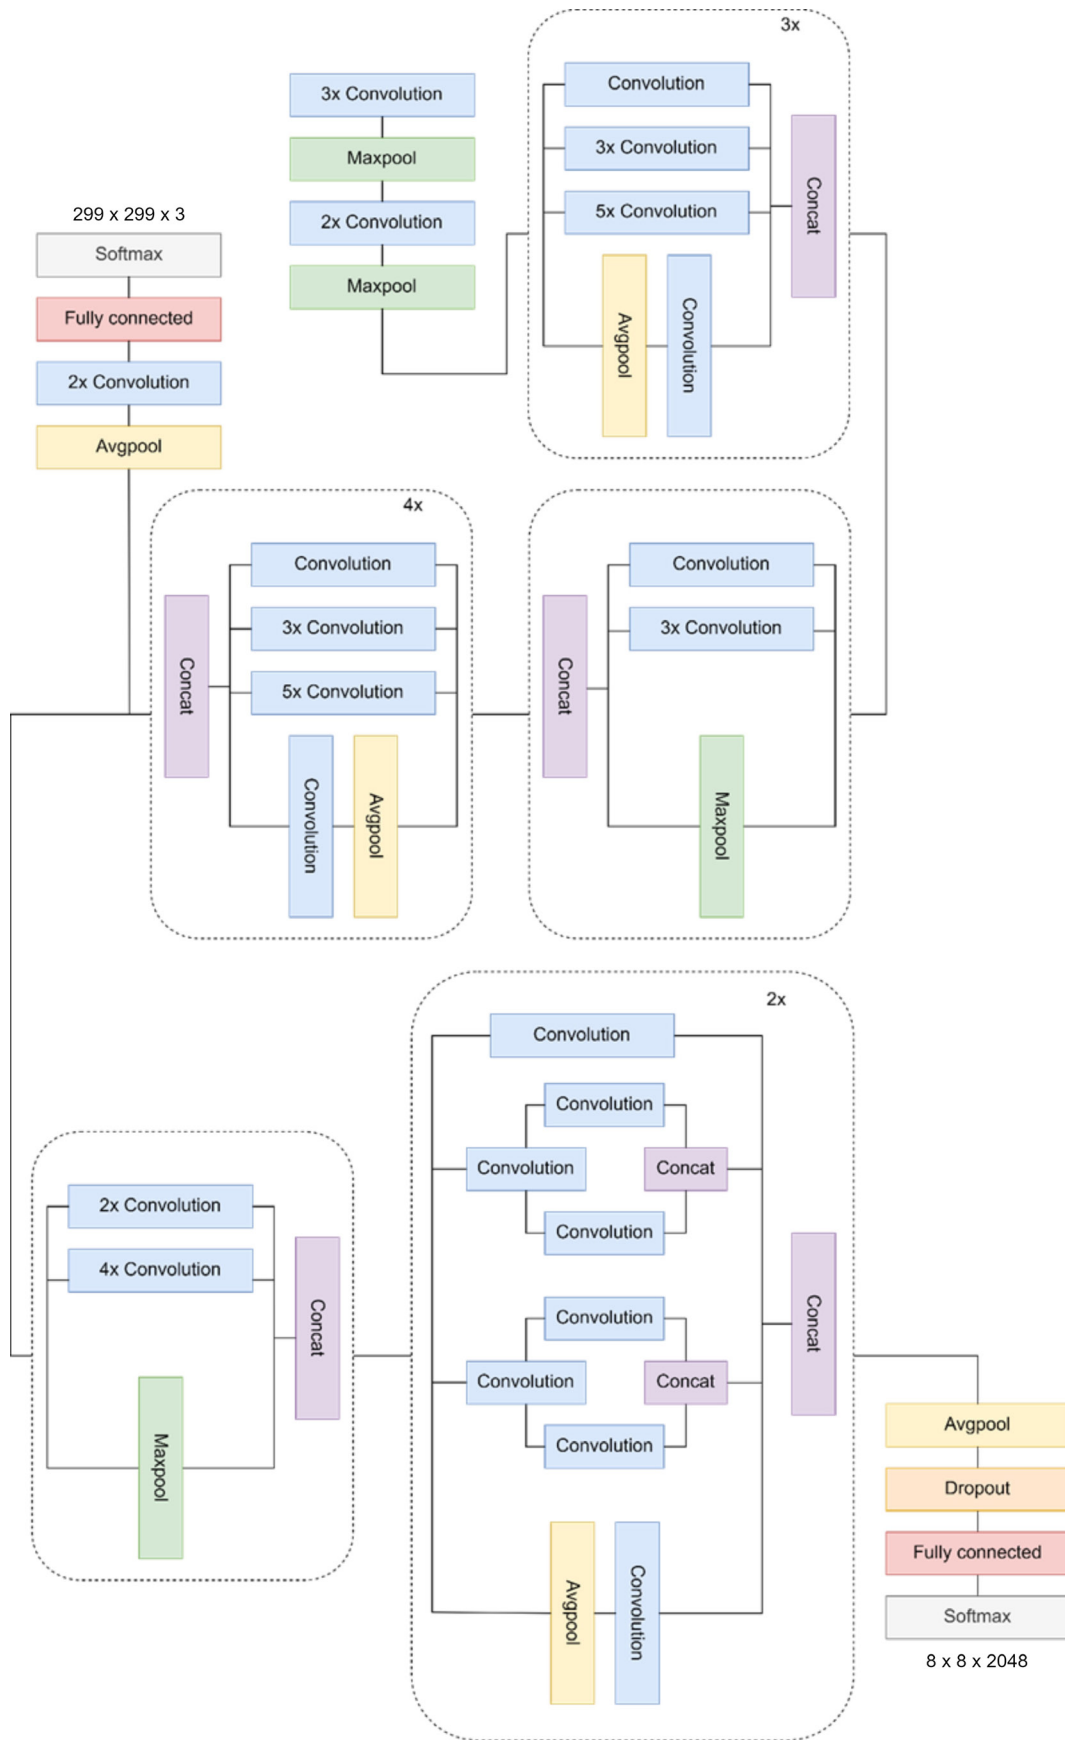 3x Convolution
Maxpool
2x Convolution
Maxpool
3x
Convolution
3x Convolution
5x Convolution
Avgpool
Convolution
Concat
299 x 299 x 3
Softmax
Fully connected
2x Convolution
Avgpool
4x
Concat
Convolution
3x Convolution
5x Convolution
Convolution
Avgpool
Concat
Convolution
3x Convolution
Maxpool
2x Convolution
4x Convolution
Maxpool
Concat
2x
Convolution
Convolution
Convolution
Concat
Convolution
Convolution
Convolution
Concat
Convolution
Avgpool
Convolution
Concat
Avgpool
Dropout
Fully connected
Softmax
8 x 8 x 2048